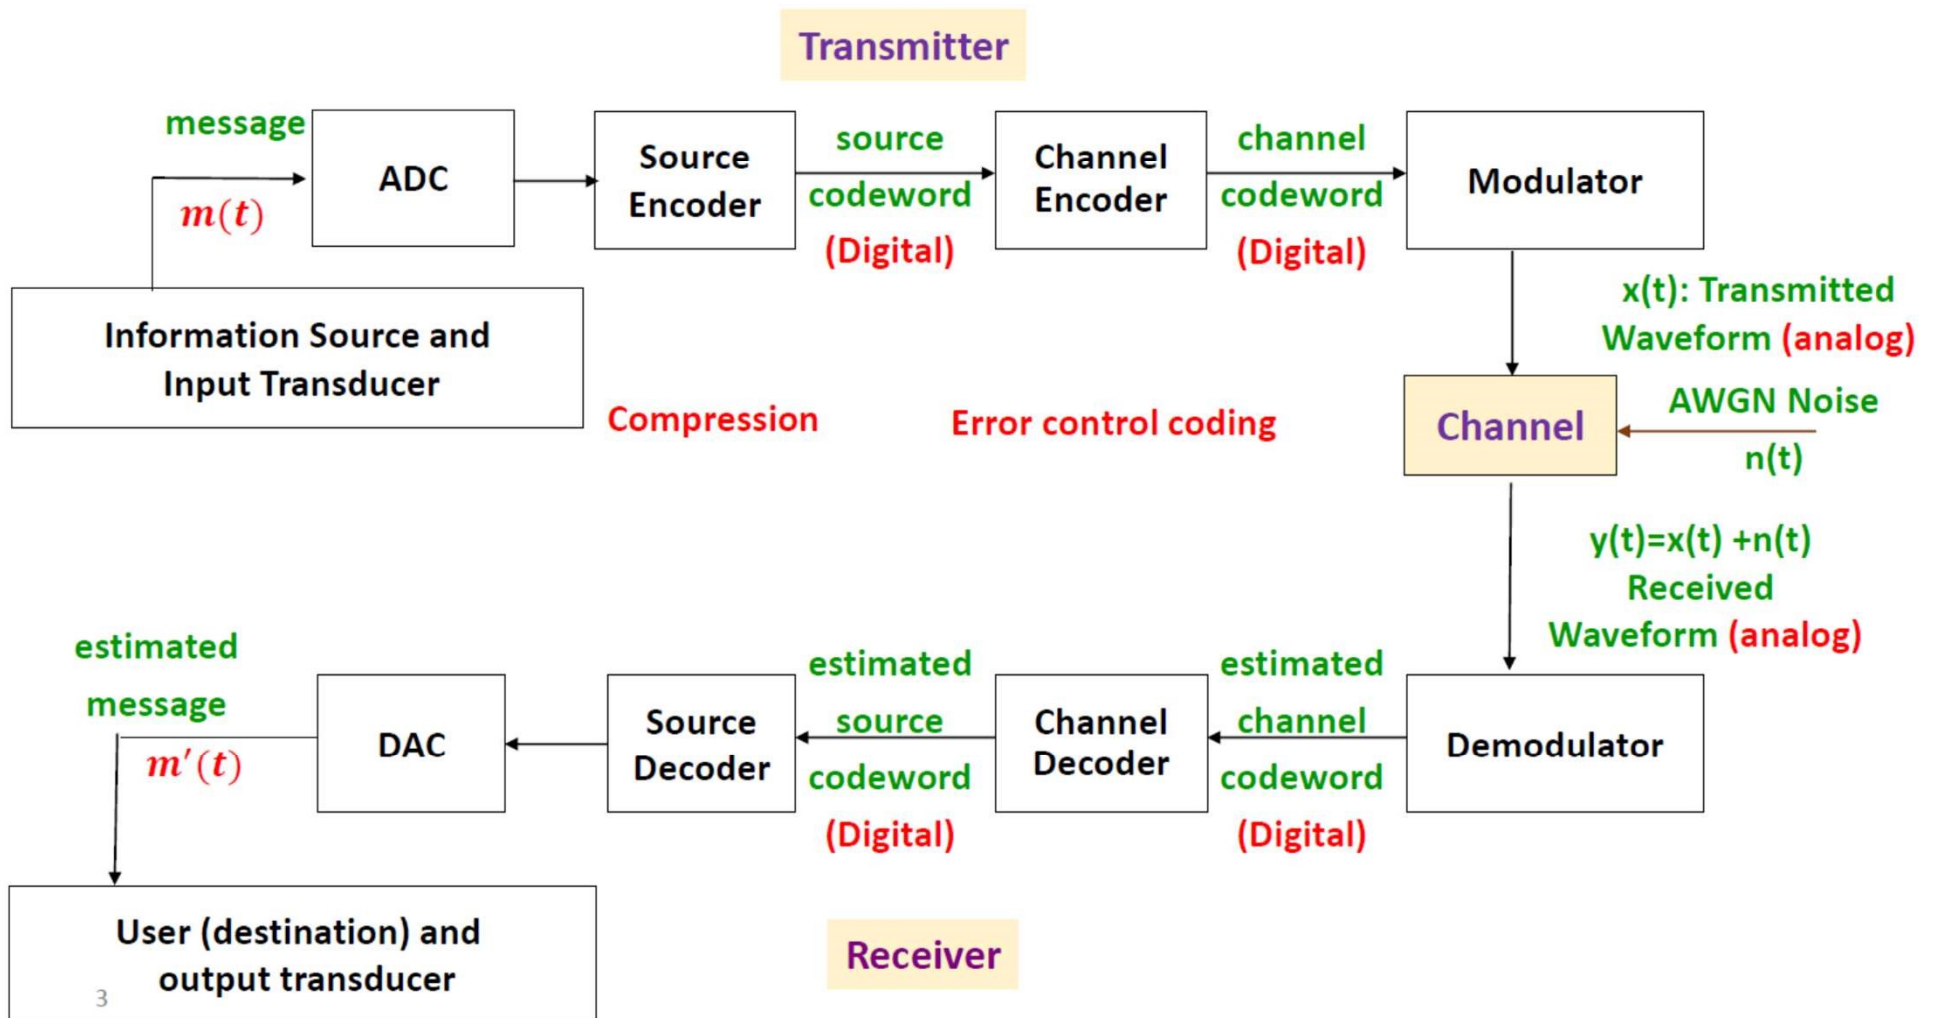 Transmitter
message
m(t)
ADC
Source
Encoder
source
codeword
(Digital)
Channel
Encoder
channel
codeword
(Digital)
Modulator
Information Source and
Input Transducer
Compression
Error control coding
x(t): Transmitted
Waveform (analog)
Channel
AWGN Noise
n(t)
y(t)=x(t) +n(t)
Received
Waveform (analog)
estimated
message
m′(t)
DAC
Source
Decoder
estimated
source
codeword
(Digital)
Channel
Decoder
estimated
channel
codeword
(Digital)
Demodulator
User (destination) and
output transducer
3
Receiver